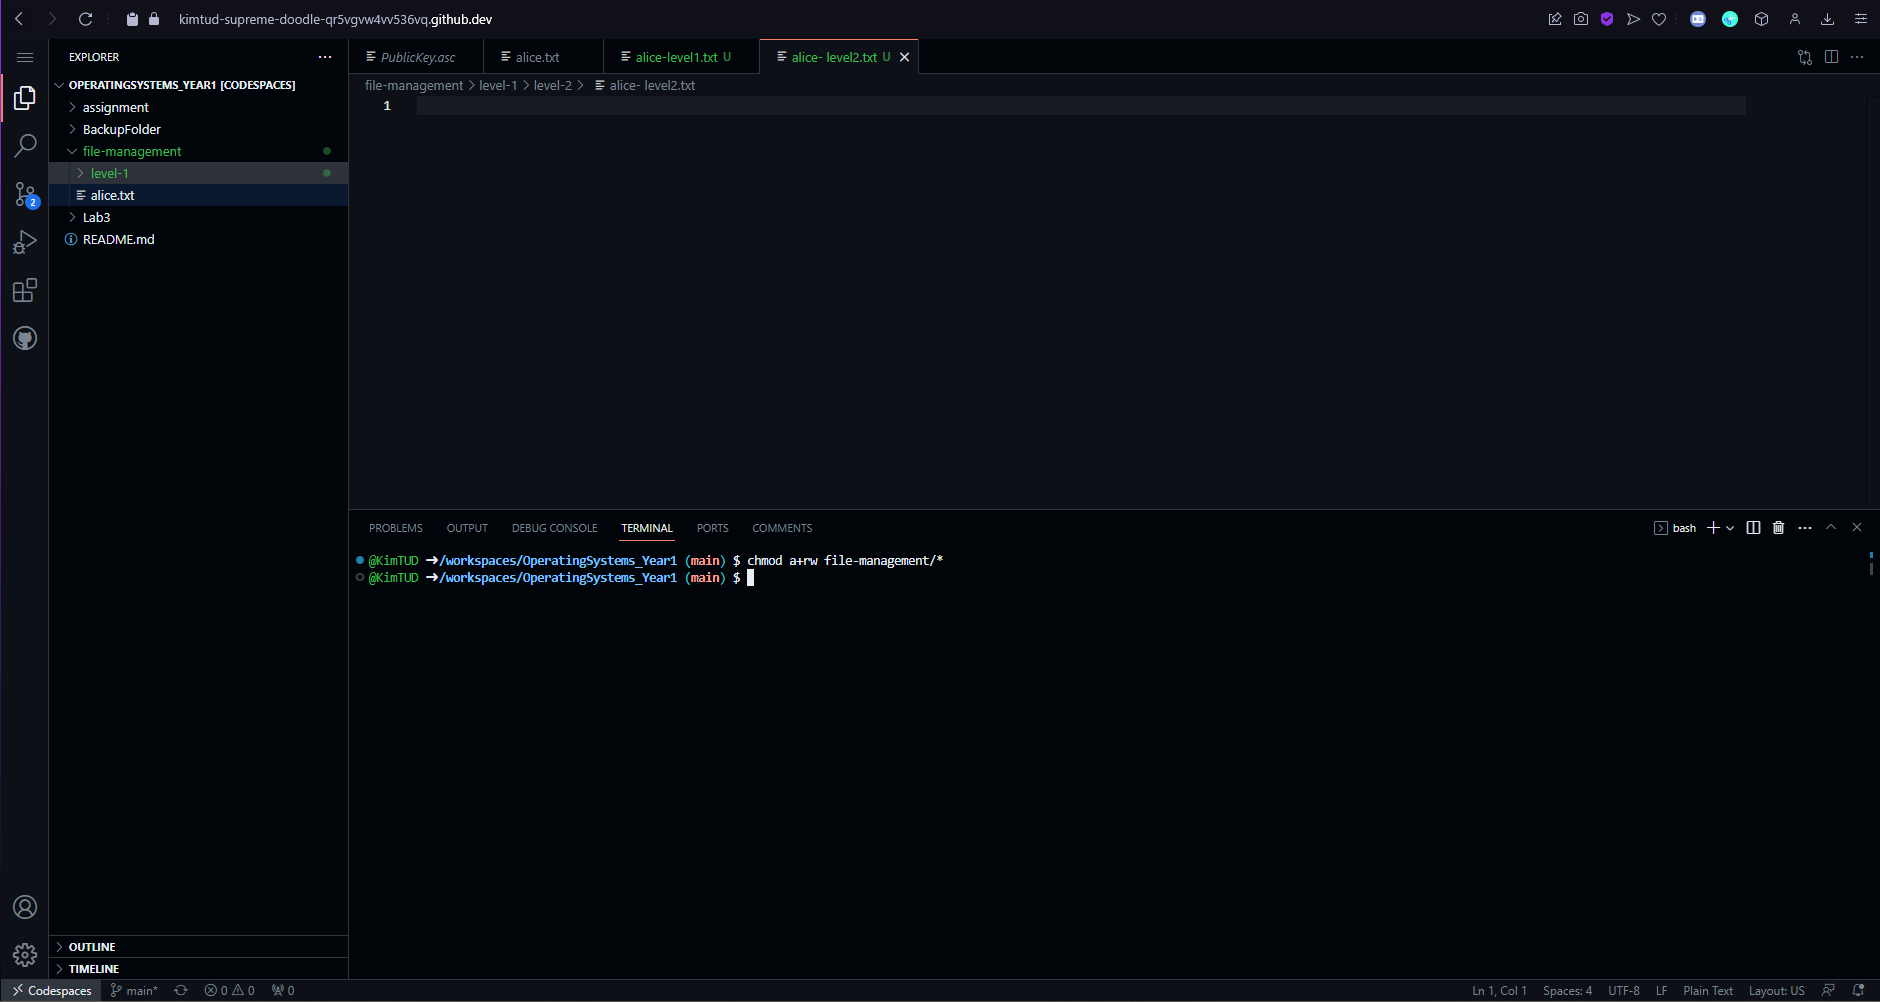 kimtud-supreme-doodle-qr5vgvw4vv536vq.github.dev
EXPLORER
OPERATINGSYSTEMS_YEAR1 [CODESPACES]
assignment
BackupFolder
file-management
level-1
alice.txt
Lab3
README.md
2
OUTLINE
TIMELINE
PublicKey.asc
alice.txt
alice-level1.txt U
alice- level2.txt U
file-management > level-1 > level-2 > alice- level2.txt
1
PROBLEMS OUTPUT DEBUG CONSOLE TERMINAL PORTS COMMENTS
bash
@KimTUD ➜/workspaces/OperatingSystems_Year1 (main) $ chmod a+rw file-management/*
@KimTUD ➜/workspaces/OperatingSystems_Year1 (main) $
Codespaces main* 0 0 0
Ln 1, Col 1 Spaces: 4 UTF-8 LF Plain Text Layout: US